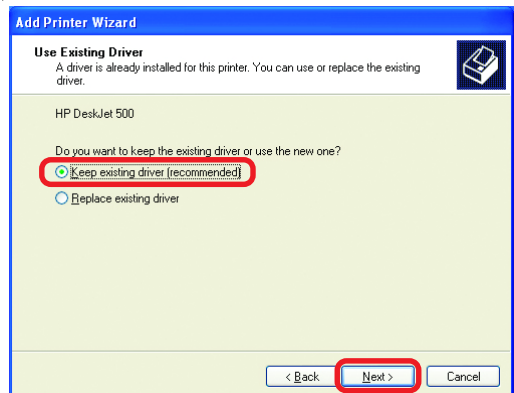 Add Printer Wizard
Use Existing Driver
A driver is already installed for this printer. You can use or replace the existing
driver.
HP DeskJet 500
Do you want to keep the existing driver or use the new one?
Keep existing driver (recommended)
Replace existing driver
< Back
Next >
Cancel